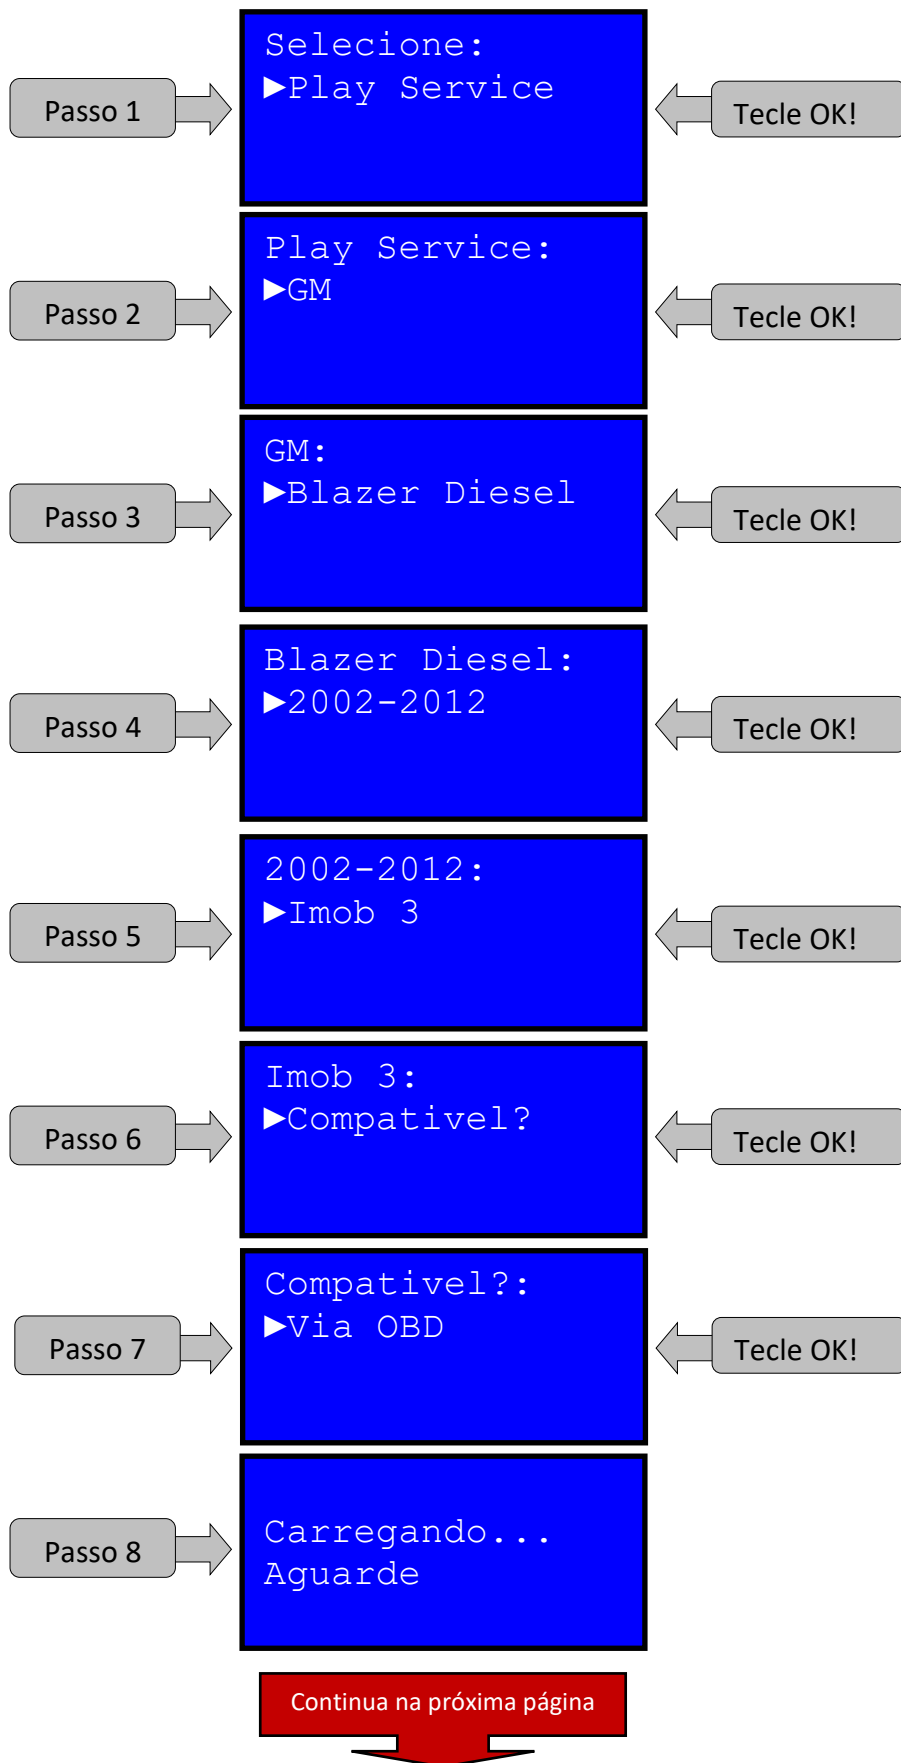 Selecione:
►Play Service
Passo 1
Tecle OK!
Play Service:
►GM
Passo 2
Tecle OK!
GM:
►Blazer Diesel
Passo 3
Tecle OK!
Blazer Diesel:
►2002-2012
Passo 4
Tecle OK!
2002-2012:
►Imob 3
Passo 5
Tecle OK!
Imob 3:
►Compativel?
Passo 6
Tecle OK!
Compativel?:
►Via OBD
Passo 7
Tecle OK!
Carregando...
Aguarde
Passo 8
Continua na próxima página